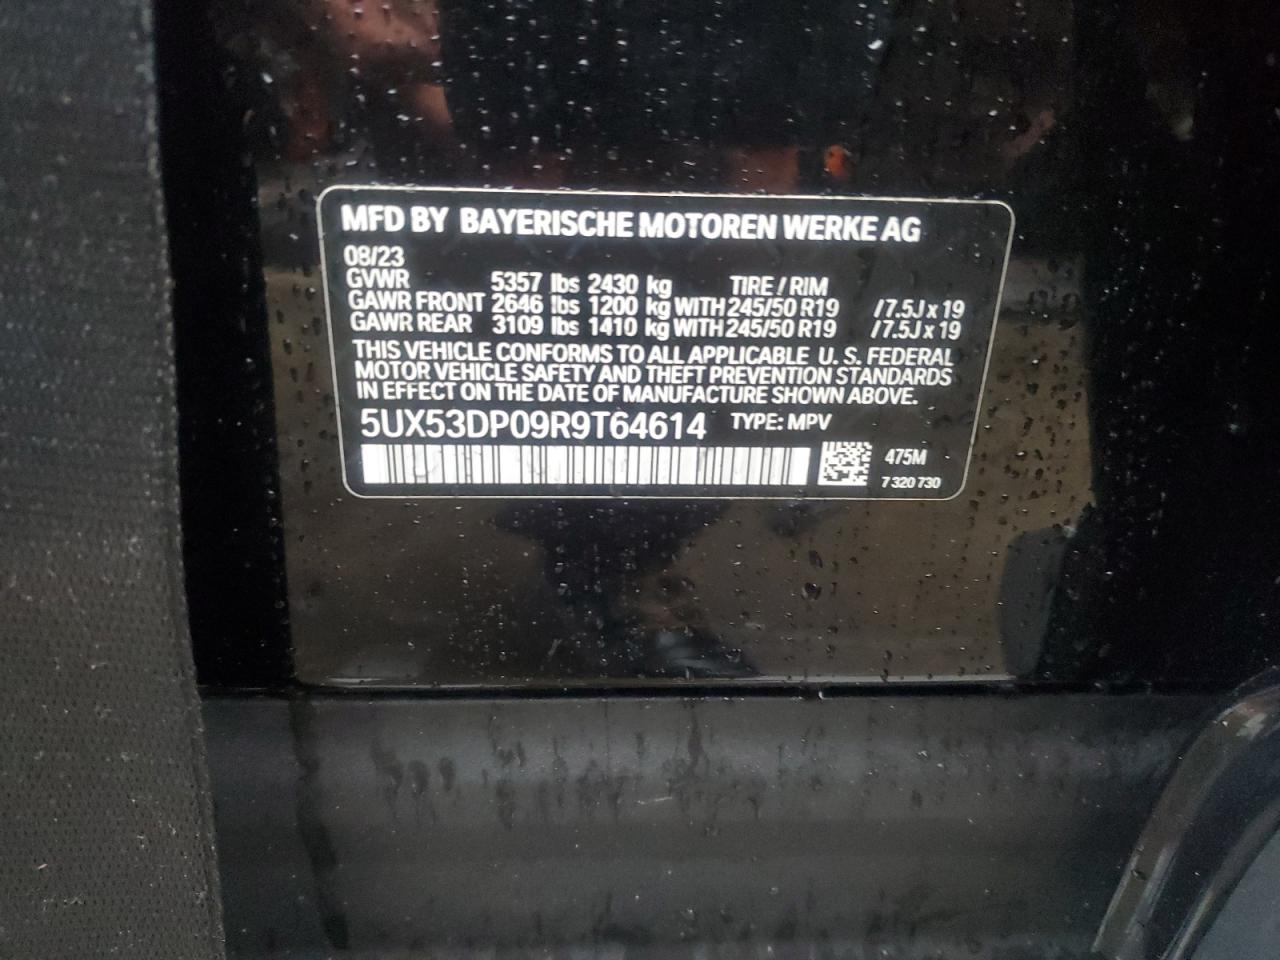 MFD BY BAYERISCHE MOTOREN WERKE AG
08/23
GVWR 5357 lbs 2430 kg TIRE / RIM
GAWR FRONT 2646 lbs 1200 kg WITH 245/50 R19 /7.5J x 19
GAWR REAR 3109 lbs 1410 kg WITH 245/50 R19 /7.5J x 19
THIS VEHICLE CONFORMS TO ALL APPLICABLE U. S. FEDERAL
MOTOR VEHICLE SAFETY AND THEFT PREVENTION STANDARDS
IN EFFECT ON THE DATE OF MANUFACTURE SHOWN ABOVE.
5UX53DP09R9T64614 TYPE: MPV
475M
7 320 730